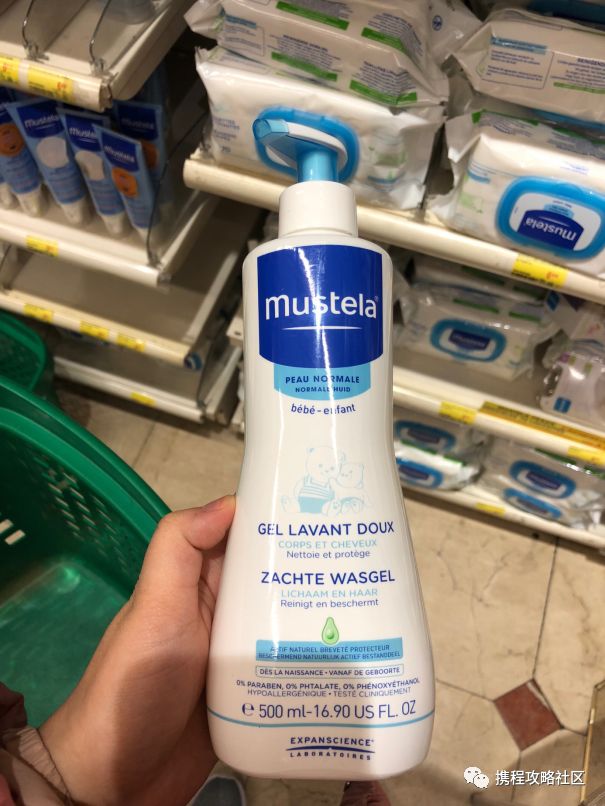 mustela
PEAU NORMALE
NORMALE HUID
bébé-enfant
GEL LAVANT DOUX
CORPS ET CHEVEUX
Nettoie et protège
ZACHTE WASGEL
LICHAAM EN HAAR
Reinigt en beschermt
ACTIF NATUREL BREVETÉ PROTECTEUR
BESCHERMEND NATUURLIJK ACTIEF BESTANDDEEL
DÈS LA NAISSANCE • VANAF DE GEBOORTE
0% PARABEN, 0% PHTALATE, 0% PHÉNOXYÉTHANOL
HYPOALLERGÉNIQUE • TESTÉ CLINIQUEMENT
e 500 ml-16.90 US FL. OZ
EXPANSCIENCE
LABORATOIRES
mustela
mustela
mustela
mustela
携程攻略社区